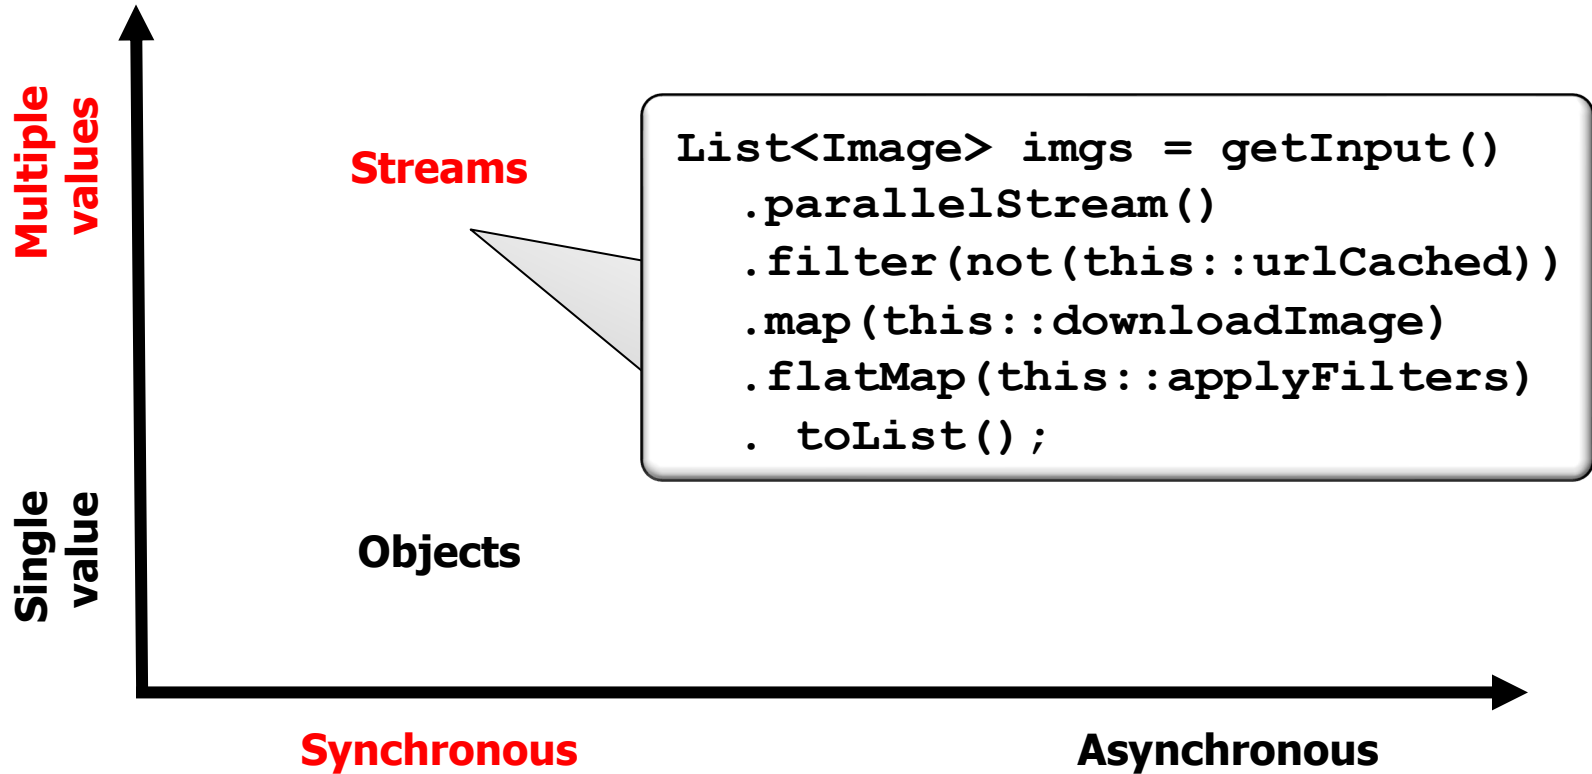 Multiple
values
Streams
List<Image> imgs = getInput()
.parallelStream()
.filter(not(this::urlCached))
.map(this::downloadImage)
.flatMap(this::applyFilters)
. toList();
Single
value
Objects
Synchronous
Asynchronous